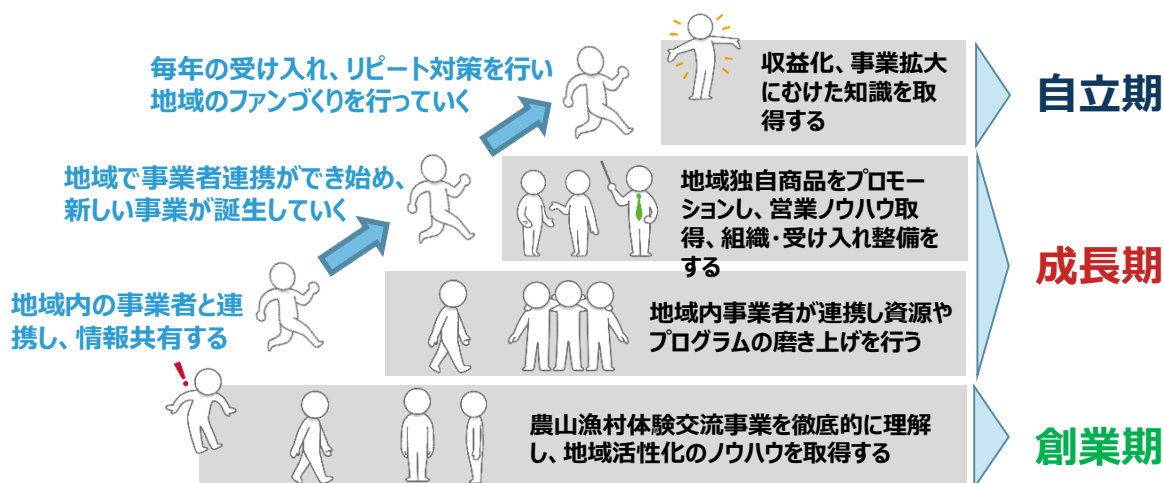 毎年の受け入れ、リピート対策を行い
地域のファンづくりを行っていく
収益化、事業拡大
にむけた知識を取
得する
自立期
地域で事業者連携ができ始め、
新しい事業が誕生していく
地域独自商品をプロモー
ションし、営業ノウハウ取
得、組織・受け入れ整備を
する
成長期
地域内の事業者と連
携し、情報共有する
地域内事業者が連携し資源や
プログラムの磨き上げを行う
農山漁村体験交流事業を徹底的に理解
し、地域活性化のノウハウを取得する
創業期